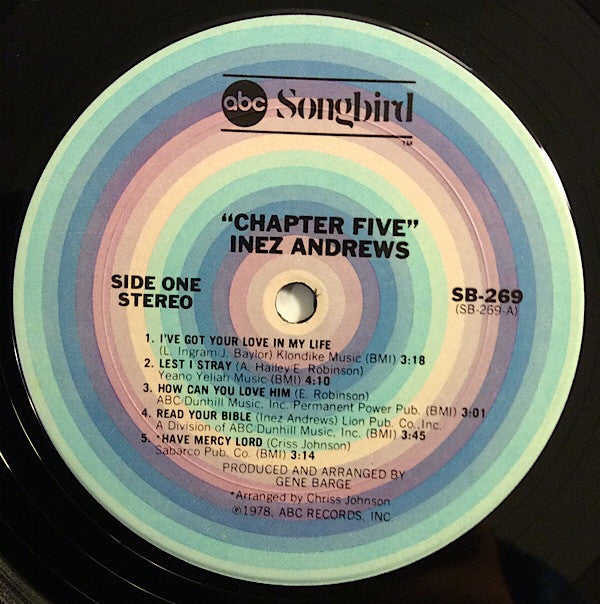 abc Songbird
TM
"CHAPTER FIVE"
INEZ ANDREWS
SIDE ONE
STEREO
SB-269
(SB-269-A)
1. I'VE GOT YOUR LOVE IN MY LIFE
(L. Ingram J. Baylor) Klondike Music (BMI) 3:18
2. LEST I STRAY (A. Hailey E. Robinson)
Yeano Yeliah Music (BMI) 4:10
3. HOW CAN YOU LOVE HIM (E. Robinson)
ABC/Dunhill Music, Inc. Permanent Power Pub. (BMI) 3:01
4. READ YOUR BIBLE (Inez Andrews) Lion Pub. Co., Inc.
A Division of ABC/Dunhill Music, Inc. (BMI) 3:45
5. *HAVE MERCY LORD (Criss Johnson)
Sabarco Pub. Co. (BMI) 3:14
PRODUCED AND ARRANGED BY
GENE BARGE
*Arranged by Chriss Johnson
℗1978, ABC RECORDS, INC.